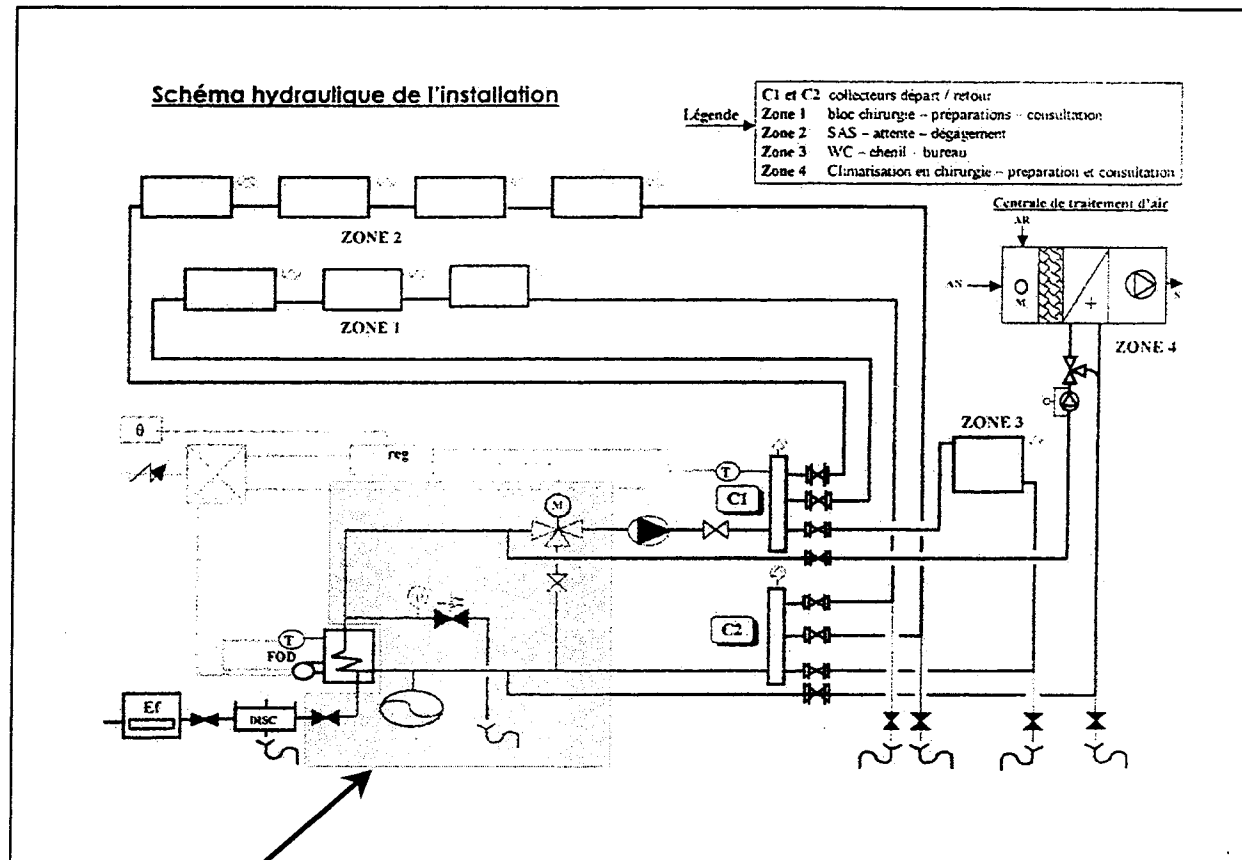 Schéma hydraulique de l'installation
Légende
C1 et C2 collecteurs départ / retour
Zone 1 bloc chirurgie – préparations – consultation
Zone 2 SAS – attente – dégagement
Zone 3 WC – chenil - bureau
Zone 4 Climatisation en chirurgie – preparation et consultation
Centrale de traitement d'air
AR
AN
M
+
S
ZONE 4
ZONE 2
ZONE 1
ZONE 3
θ
reg
T
C1
M
C2
T
FOD
Ef
DISC